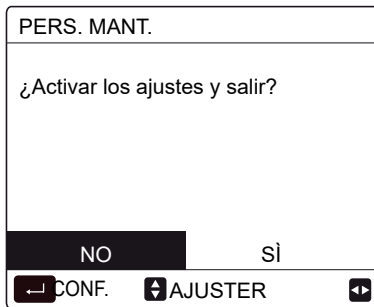 PERS. MANT.
¿Activar los ajustes y salir?
NO SÌ
CONF. AJUSTER